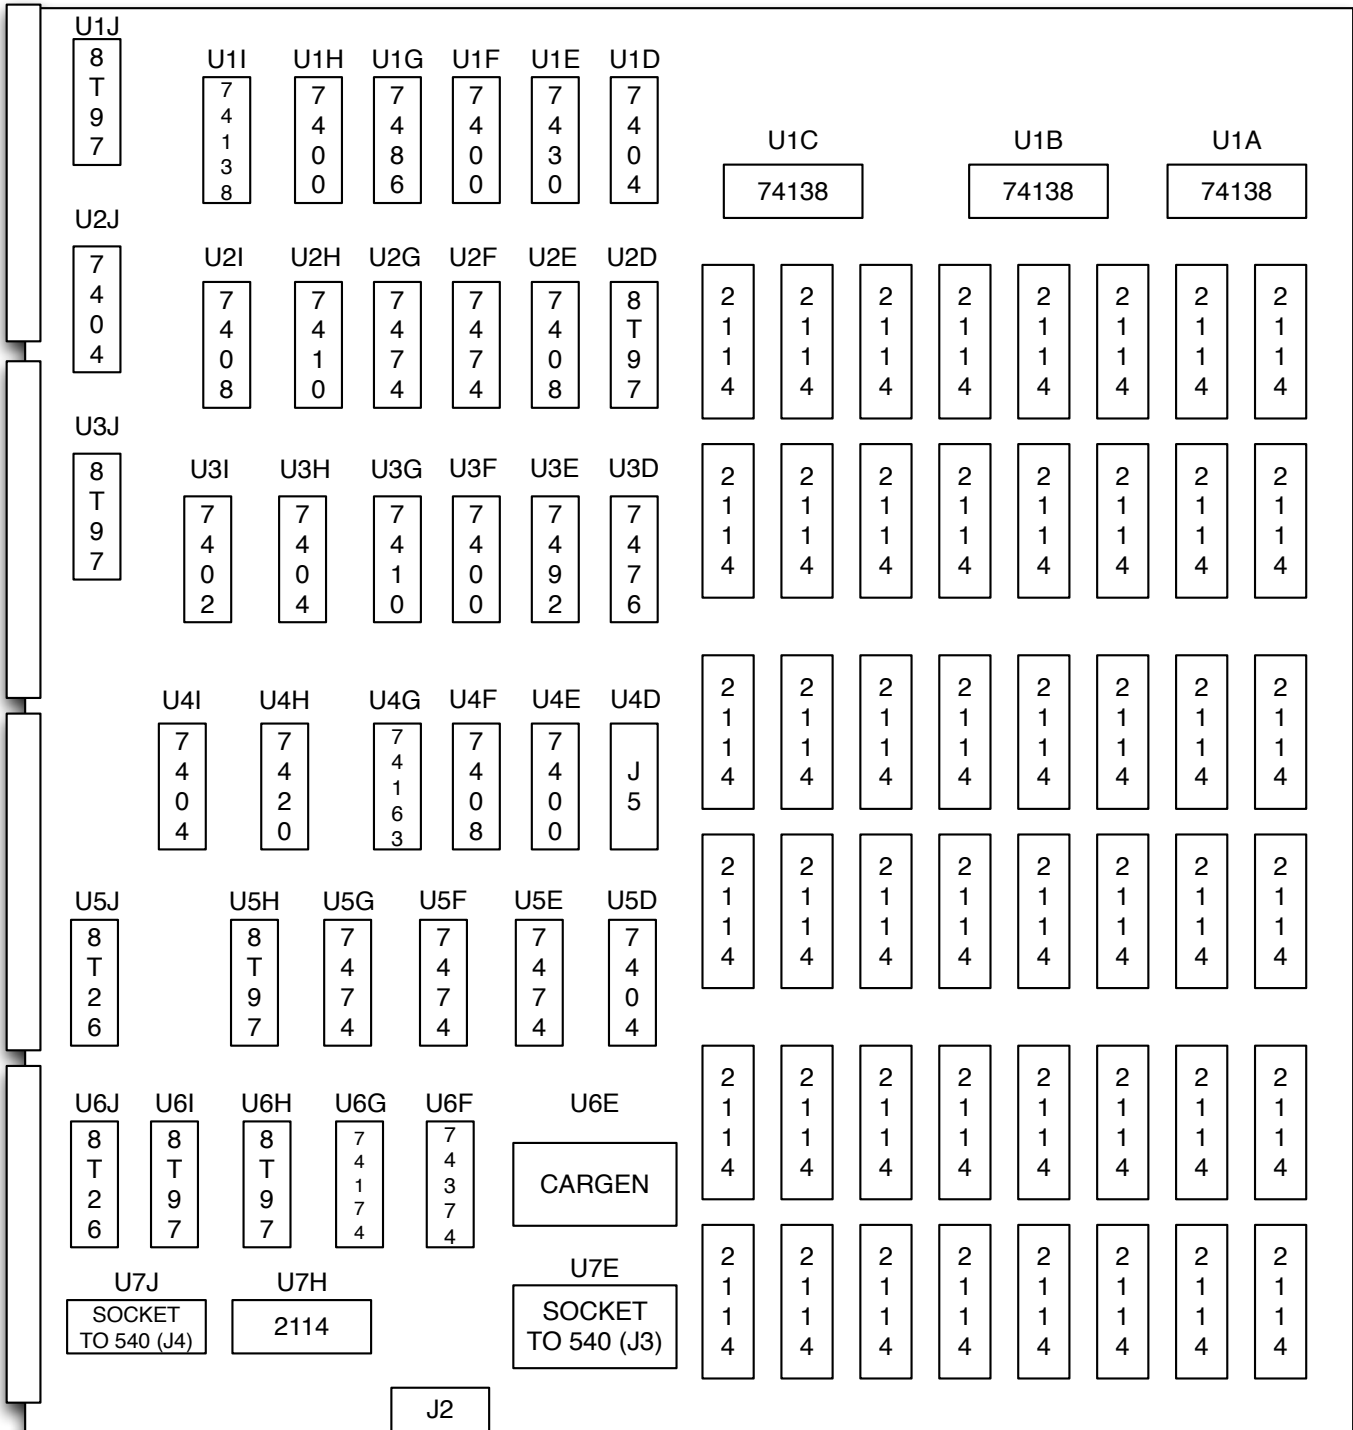 U1J
8T97
U1I U1H U1G U1F U1E U1D
74138 7400 7486 7400 7430 7404
U1C U1B U1A
74138 74138 74138
U2J
7404
U2I U2H U2G U2F U2E U2D
7408 7410 7474 7474 7408 8T97
2114 2114 2114 2114 2114 2114 2114 2114
U3J
8T97
U3I U3H U3G U3F U3E U3D
7402 7404 7410 7400 7492 7476
2114 2114 2114 2114 2114 2114 2114 2114
U4I U4H U4G U4F U4E U4D
7404 7420 74163 7408 7400 J5
2114 2114 2114 2114 2114 2114 2114 2114
U5J U5H U5G U5F U5E U5D
8T26 8T97 7474 7474 7474 7404
2114 2114 2114 2114 2114 2114 2114 2114
U6J U6I U6H U6G U6F U6E
8T26 8T97 8T97 74174 74374 CARGEN
2114 2114 2114 2114 2114 2114 2114 2114
U7J U7H U7E
SOCKET
TO 540 (J4)
2114
SOCKET
TO 540 (J3)
2114 2114 2114 2114 2114 2114 2114 2114
J2